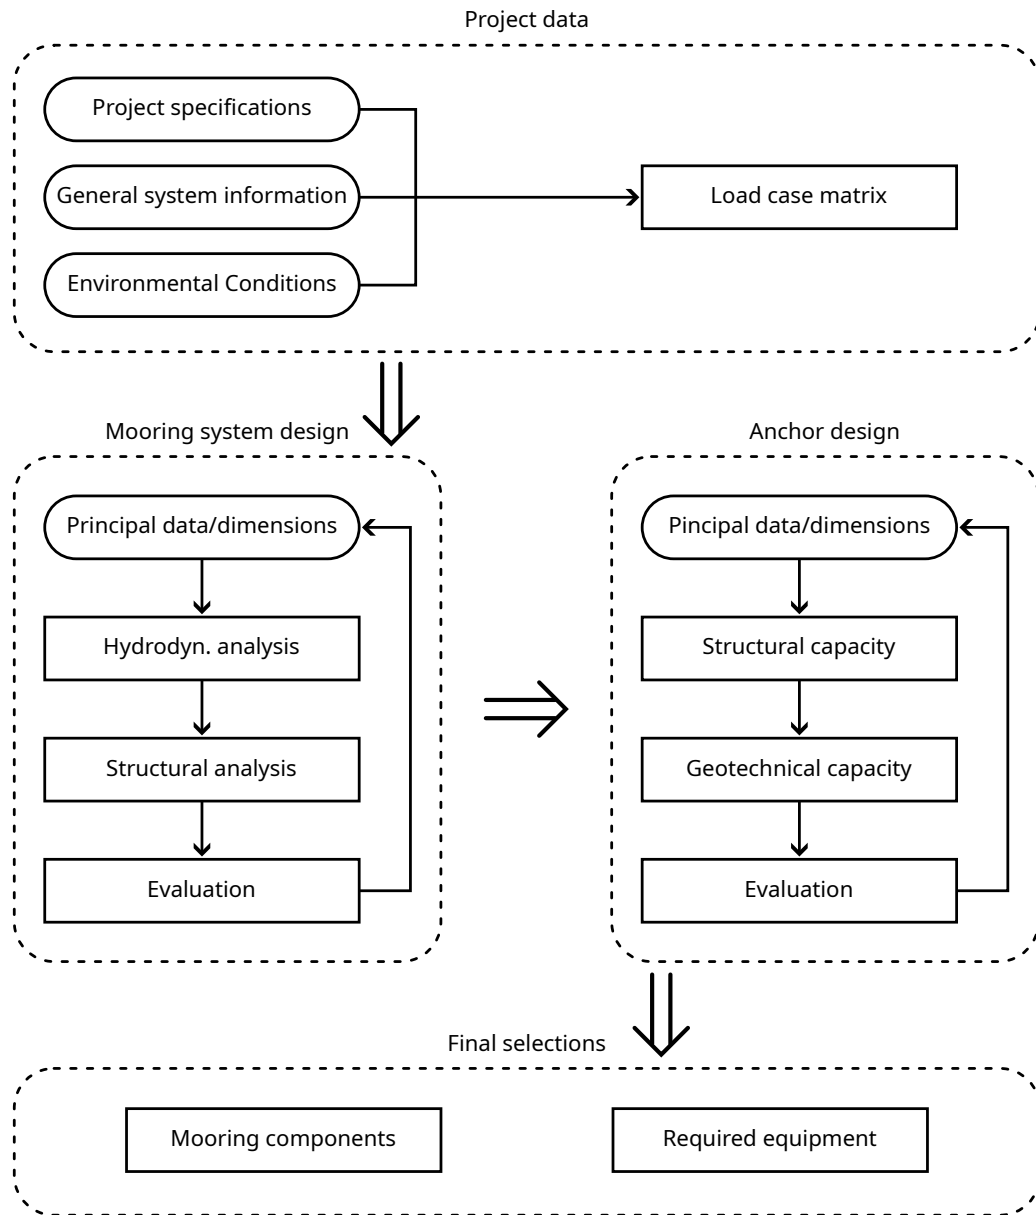 Project data
Project specifications
General system information
Environmental Conditions
Load case matrix
Mooring system design
Principal data/dimensions
Hydrodyn. analysis
Structural analysis
Evaluation
Anchor design
Pincipal data/dimensions
Structural capacity
Geotechnical capacity
Evaluation
Final selections
Mooring components
Required equipment